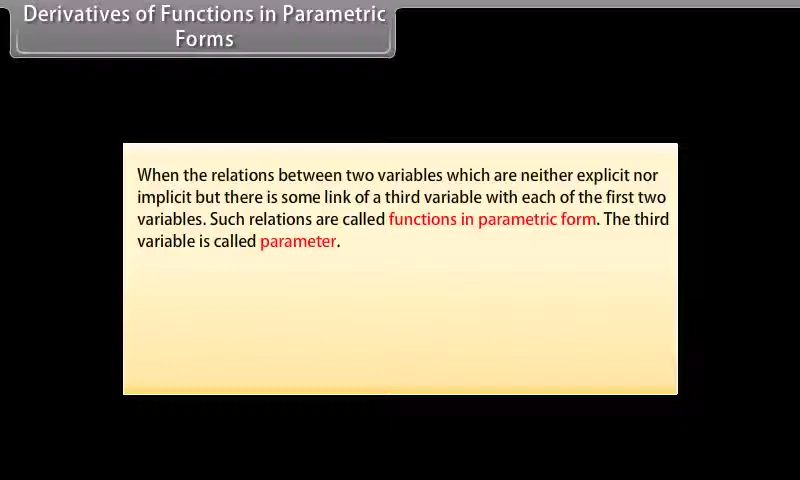 Derivatives of Functions in Parametric
Forms
When the relations between two variables which are neither explicit nor
implicit but there is some link of a third variable with each of the first two
variables. Such relations are called functions in parametric form. The third
variable is called parameter.